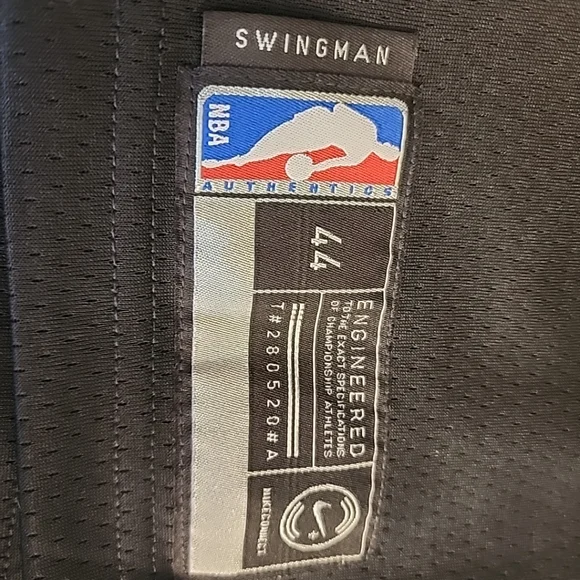 SWINGMAN
NBA
AUTHENTICS
44
ENGINEERED
TO THE EXACT SPECIFICATIONS
OF CHAMPIONSHIP ATHLETES
T#280520#A
NIKECONNECT